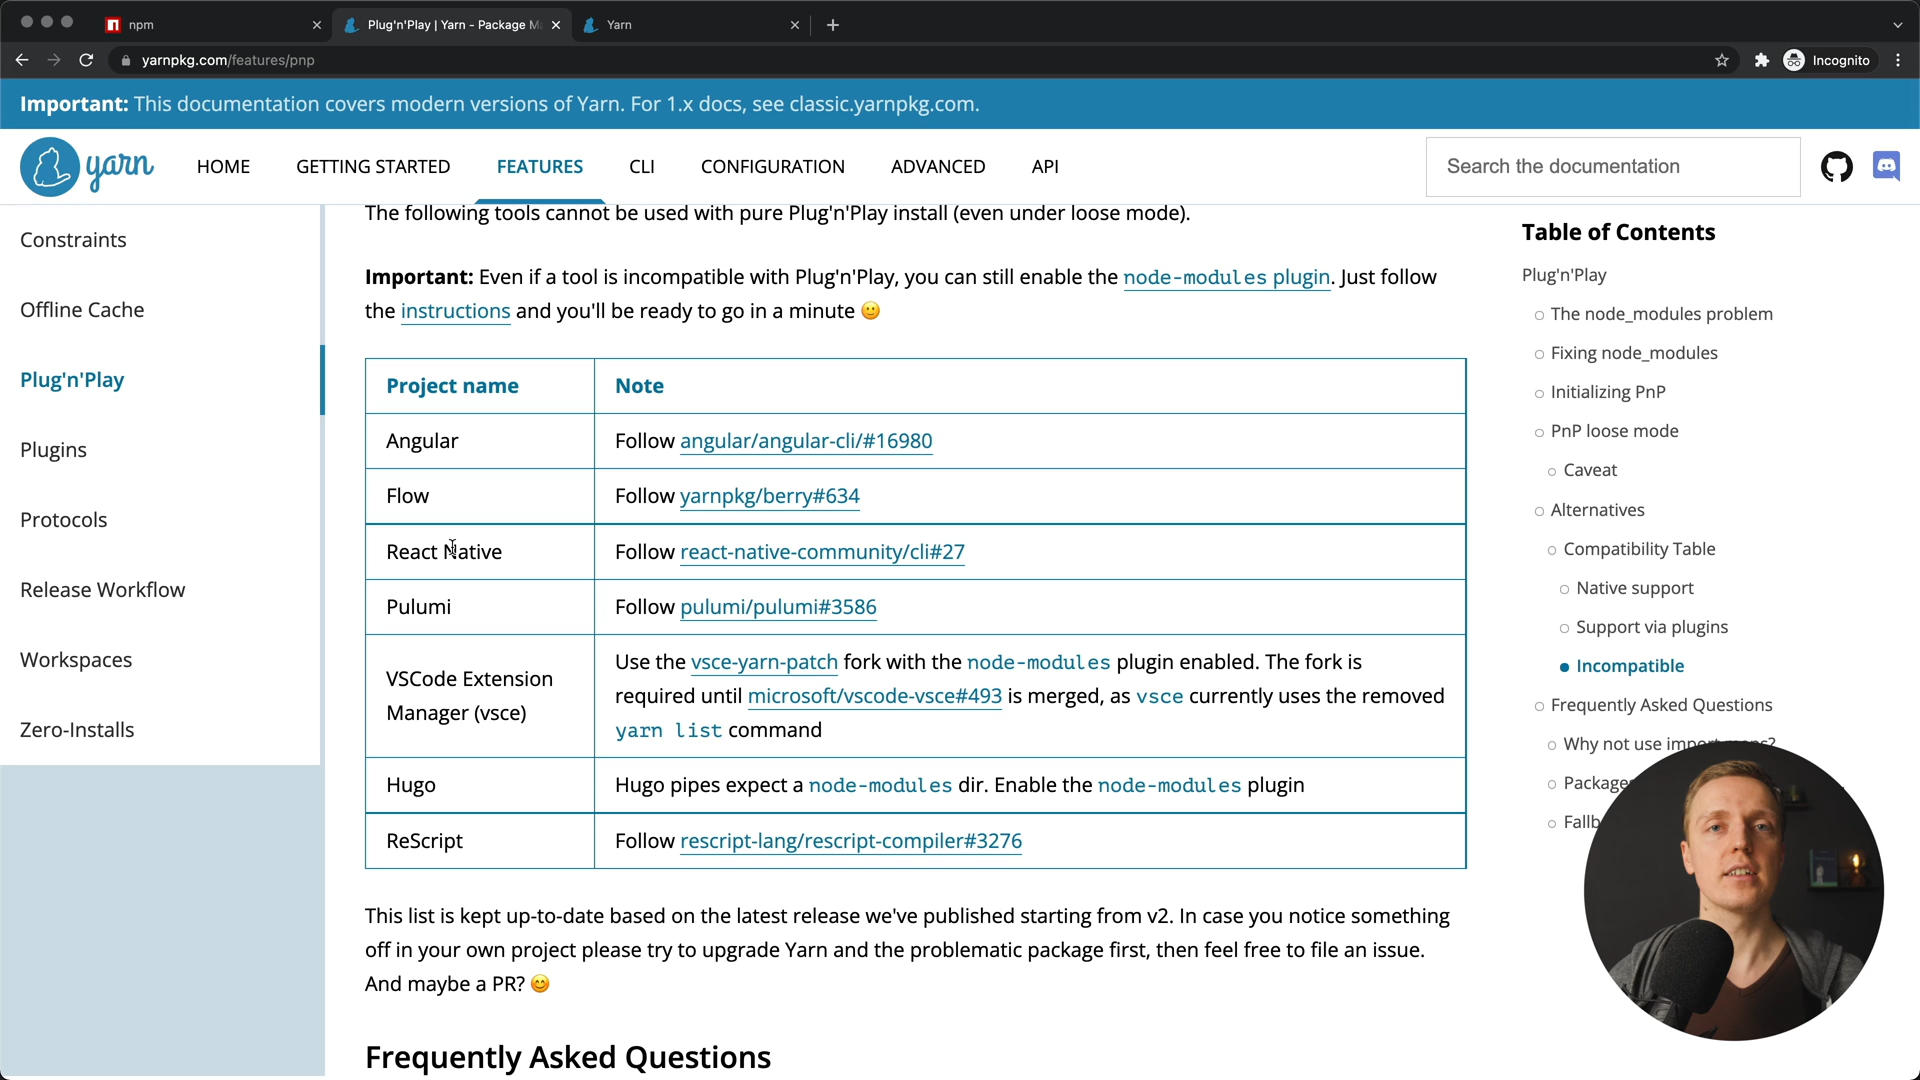 npm
Plug'n'Play | Yarn - Package M
Yarn
yarnpkg.com/features/pnp
Incognito
Important: This documentation covers modern versions of Yarn. For 1.x docs, see classic.yarnpkg.com.
yarn
HOME
GETTING STARTED
FEATURES
CLI
CONFIGURATION
ADVANCED
API
Search the documentation
Constraints
Offline Cache
Plug'n'Play
Plugins
Protocols
Release Workflow
Workspaces
Zero-Installs
The following tools cannot be used with pure Plug'n'Play install (even under loose mode).
Important: Even if a tool is incompatible with Plug'n'Play, you can still enable the node-modules plugin. Just follow
the instructions and you'll be ready to go in a minute 🙂
Project name
Note
Angular
Follow angular/angular-cli/#16980
Flow
Follow yarnpkg/berry#634
React Native
Follow react-native-community/cli#27
Pulumi
Follow pulumi/pulumi#3586
VSCode Extension
Manager (vsce)
Use the vsce-yarn-patch fork with the node-modules plugin enabled. The fork is
required until microsoft/vscode-vsce#493 is merged, as vsce currently uses the removed
yarn list command
Hugo
Hugo pipes expect a node-modules dir. Enable the node-modules plugin
ReScript
Follow rescript-lang/rescript-compiler#3276
This list is kept up-to-date based on the latest release we've published starting from v2. In case you notice something
off in your own project please try to upgrade Yarn and the problematic package first, then feel free to file an issue.
And maybe a PR? 😊
Frequently Asked Questions
Table of Contents
Plug'n'Play
The node_modules problem
Fixing node_modules
Initializing PnP
PnP loose mode
Caveat
Alternatives
Compatibility Table
Native support
Support via plugins
Incompatible
Frequently Asked Questions
Why not use import maps?
Package
Fallb